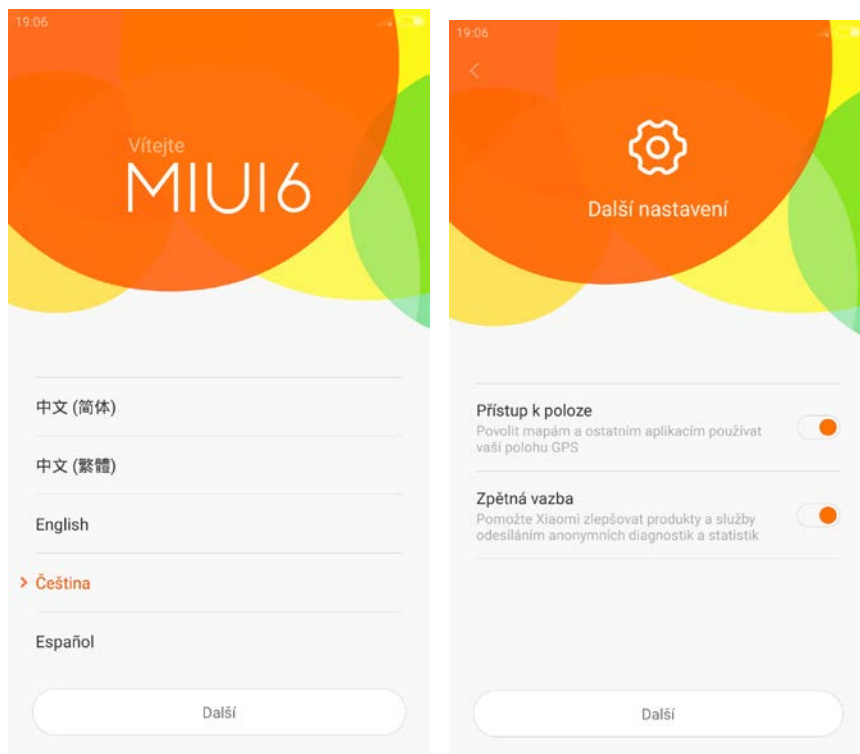 19:06
Vítejte
MIUI6
中文 (简体)
中文 (繁體)
English
Čeština
Español
Další
19:06
Další nastavení
Přístup k poloze
Povolit mapám a ostatním aplikacím používat
vaši polohu GPS
Zpětná vazba
Pomožte Xiaomi zlepšovat produkty a služby
odesíláním anonymních diagnostik a statistik
Další